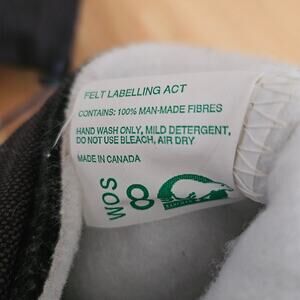 FELT LABELLING ACT
CONTAINS: 100% MAN-MADE FIBRES
HAND WASH ONLY, MILD DETERGENT,
DO NOT USE BLEACH, AIR DRY
MADE IN CANADA
WOS
8